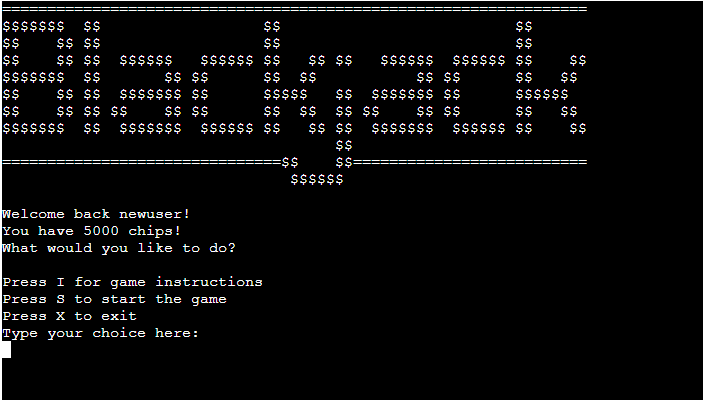 Blackjack
Welcome back newuser!
You have 5000 chips!
What would you like to do?
Press I for game instructions
Press S to start the game
Press X to exit
Type your choice here: